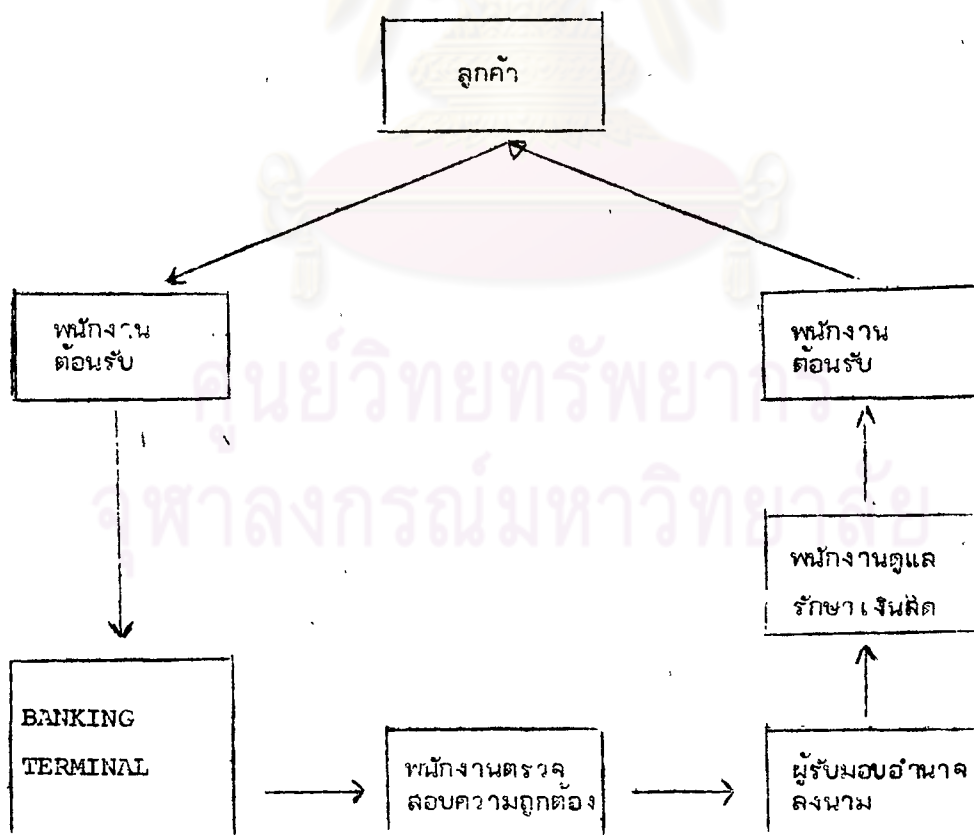 ลูกค้า
พนักงาน
ต้อนรับ
พนักงาน
ต้อนรับ
ศูนย์วิทยทรัพยากร
จุฬาลงกรณ์มหาวิทยาลัย
พนักงานดูแล
รักษาเงินสด
BANKING
TERMINAL
พนักงานตรวจ
สอบความถูกต้อง
ผู้รับมอบอำนาจ
ลงนาม